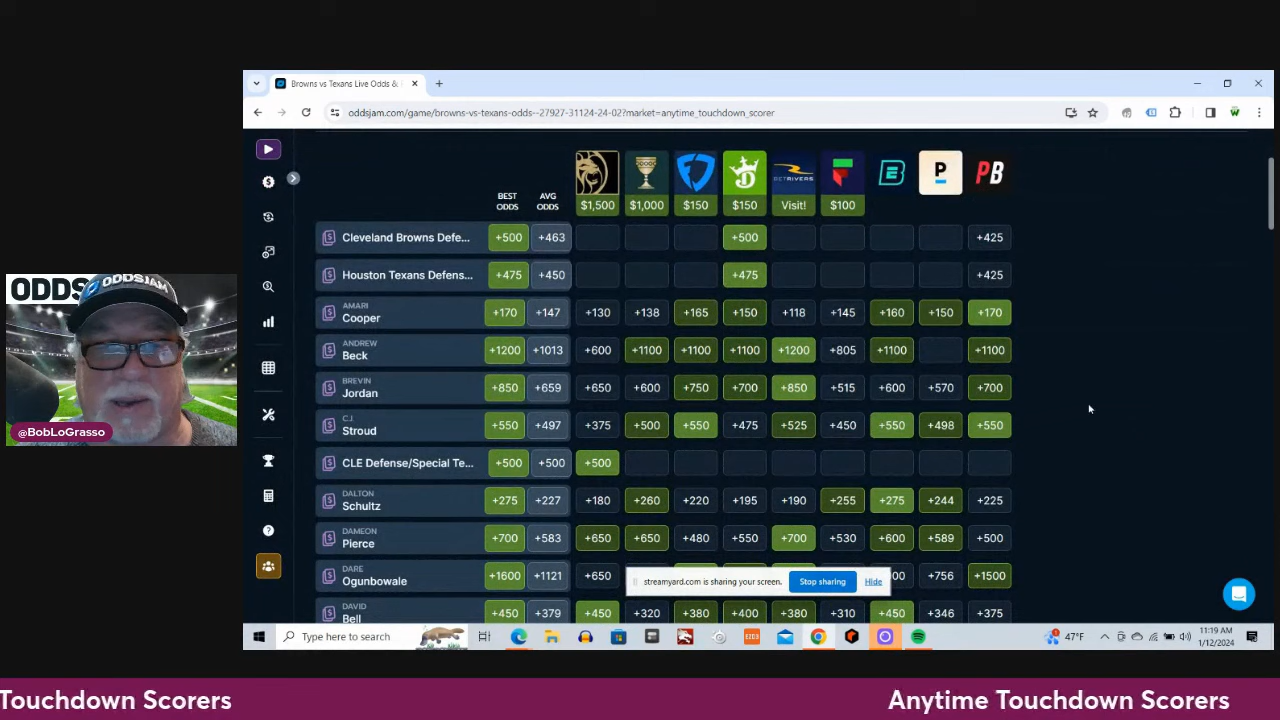 Browns vs Texans Live Odds &
oddsjam.com/game/browns-vs-texans-odds--27927-31124-24-02?market=anytime_touchdown_scorer
BEST ODDS
AVG ODDS
$1,500
$1,000
$150
$150
BETRIVERS
Visit!
$100
P
PB
Cleveland Browns Defe... +500 +463 +500 +425
Houston Texans Defens... +475 +450 +475 +425
AMARI
Cooper +170 +147 +130 +138 +165 +150 +118 +145 +160 +150 +170
ANDREW
Beck +1200 +1013 +600 +1100 +1100 +1100 +1200 +805 +1100 +1100
BREVIN
Jordan +850 +659 +650 +600 +750 +700 +850 +515 +600 +570 +700
C.J.
Stroud +550 +497 +375 +500 +550 +475 +525 +450 +550 +498 +550
CLE Defense/Special Te... +500 +500 +500
DALTON
Schultz +275 +227 +180 +260 +220 +195 +190 +255 +275 +244 +225
DAMEON
Pierce +700 +583 +650 +650 +480 +550 +700 +530 +600 +589 +500
DARE
Ogunbowale +1600 +1121 +650 +756 +1500
streamyard.com is sharing your screen. Stop sharing Hide
DAVID
Bell +450 +379 +450 +320 +380 +400 +380 +310 +450 +346 +375
ODDS
ODDSJAM
@BobLoGrasso
Type here to search
47°F
11:19 AM
1/12/2024
Touchdown Scorers
Anytime Touchdown Scorers